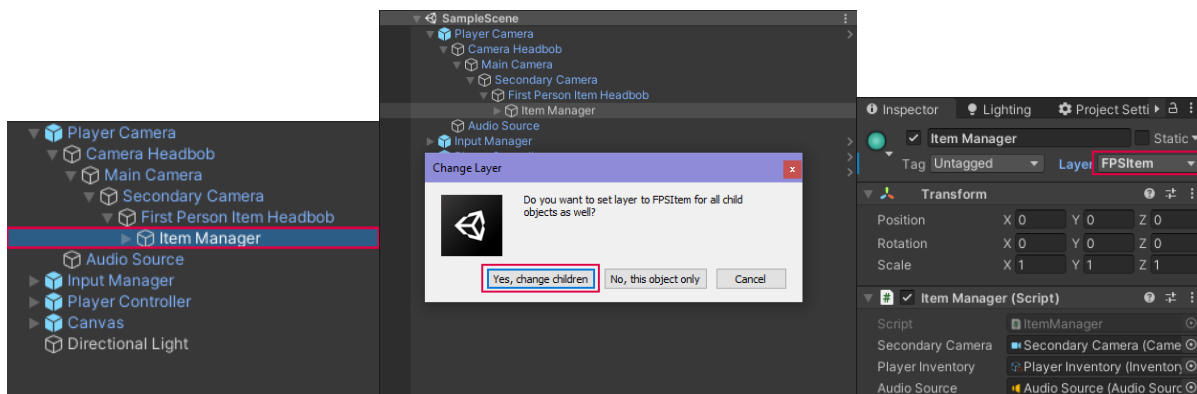 Player Camera
Camera Headbob
Main Camera
Secondary Camera
First Person Item Headbob
Item Manager
Audio Source
Input Manager
Player Controller
Canvas
Directional Light
SampleScene
Player Camera
Camera Headbob
Main Camera
Secondary Camera
First Person Item Headbob
Item Manager
Audio Source
Input Manager
Change Layer
x
Do you want to set layer to FPSItem for all child
objects as well?
Yes, change children
No, this object only
Cancel
Inspector Lighting Project Setti
Item Manager Static
Tag Untagged Layer FPSItem
Transform
Position X 0 Y 0 Z 0
Rotation X 0 Y 0 Z 0
Scale X 1 Y 1 Z 1
# Item Manager (Script)
Script ItemManager
Secondary Camera Secondary Camera (Came
Player Inventory Player Inventory (Inventory
Audio Source Audio Source (Audio Sourc